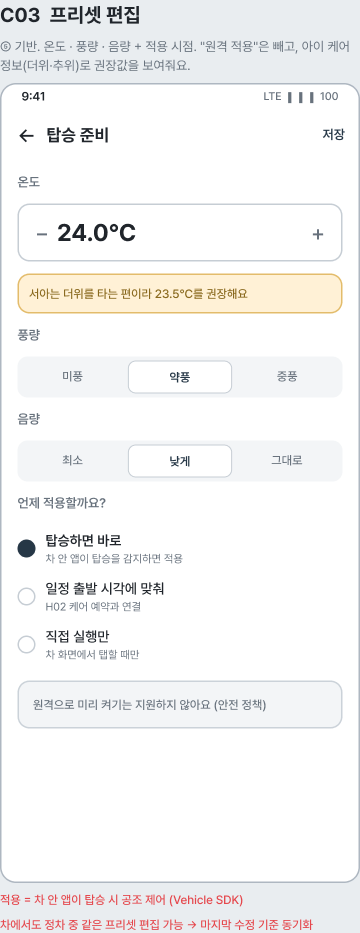 C03 프리셋 편집
⑥ 기반. 온도 · 풍량 · 음량 + 적용 시점. "원격 적용"은 빼고, 아이 케어
정보(더위·추위)로 권장값을 보여줘요.
9:41
LTE ▌▐ ▌ 100
← 탑승 준비
저장
온도
− 24.0°C +
서아는 더위를 타는 편이라 23.5°C를 권장해요
풍량
미풍 약풍 중풍
음량
최소 낮게 그대로
언제 적용할까요?
탑승하면 바로
차 안 앱이 탑승을 감지하면 적용
일정 출발 시각에 맞춰
H02 케어 예약과 연결
직접 실행만
차 화면에서 탭할 때만
원격으로 미리 켜기는 지원하지 않아요 (안전 정책)
적용 = 차 안 앱이 탑승 시 공조 제어 (Vehicle SDK)
차에서도 정차 중 같은 프리셋 편집 가능 → 마지막 수정 기준 동기화